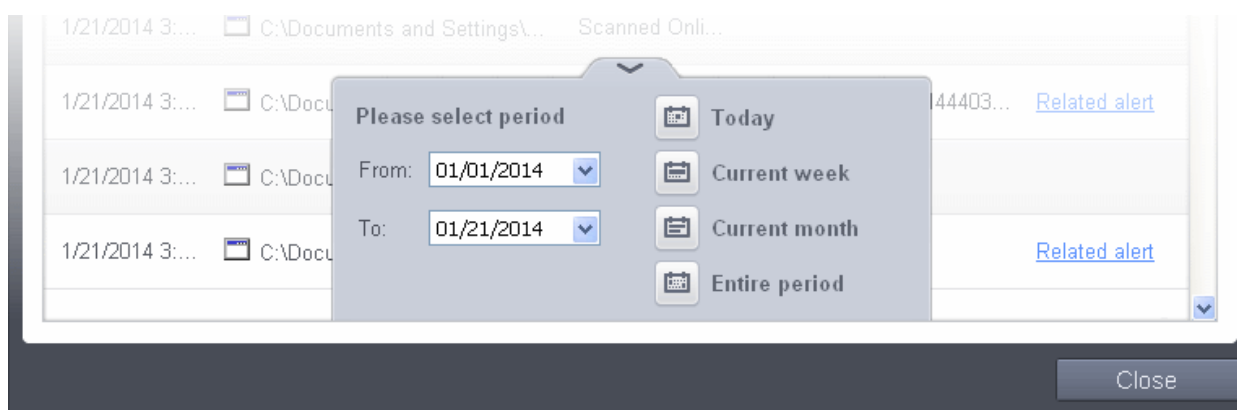 1/21/2014 3:... C:\Documents and Settings\... Scanned Onli...
1/21/2014 3:... C:\Docu 144403... Related alert
Please select period
Today
1/21/2014 3:... C:\Docu
From: 01/01/2014
Current week
To: 01/21/2014
Current month
1/21/2014 3:... C:\Docu Related alert
Entire period
Close